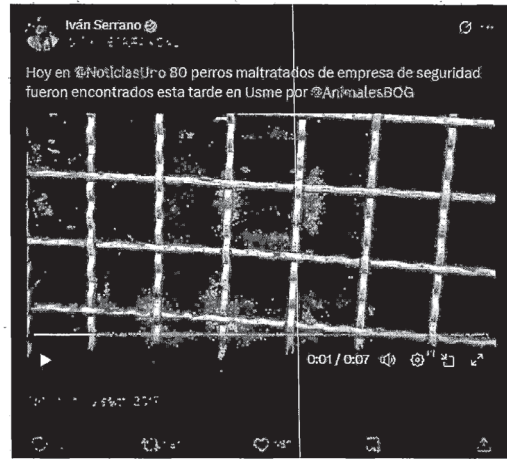 Iván Serrano
Hoy en @NoticiasUno 80 perros maltratados de empresa de seguridad
fueron encontrados esta tarde en Usme por @AnimalesBOG
0:01 / 0:07